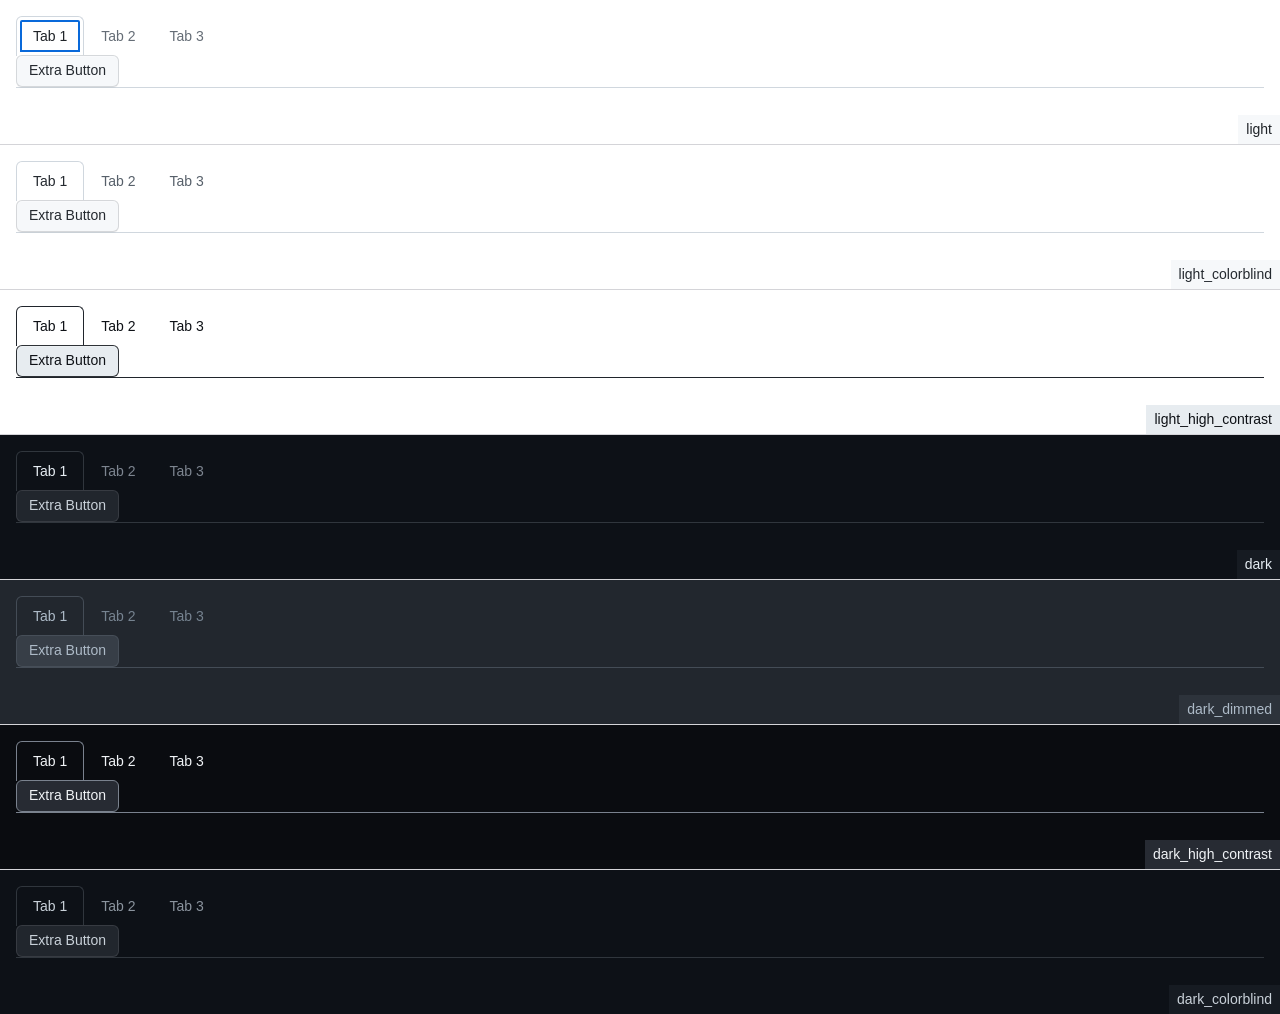 Tab 1 Tab 2 Tab 3
Extra Button
light
Tab 1 Tab 2 Tab 3
Extra Button
light_colorblind
Tab 1 Tab 2 Tab 3
Extra Button
light_high_contrast
Tab 1 Tab 2 Tab 3
Extra Button
dark
Tab 1 Tab 2 Tab 3
Extra Button
dark_dimmed
Tab 1 Tab 2 Tab 3
Extra Button
dark_high_contrast
Tab 1 Tab 2 Tab 3
Extra Button
dark_colorblind